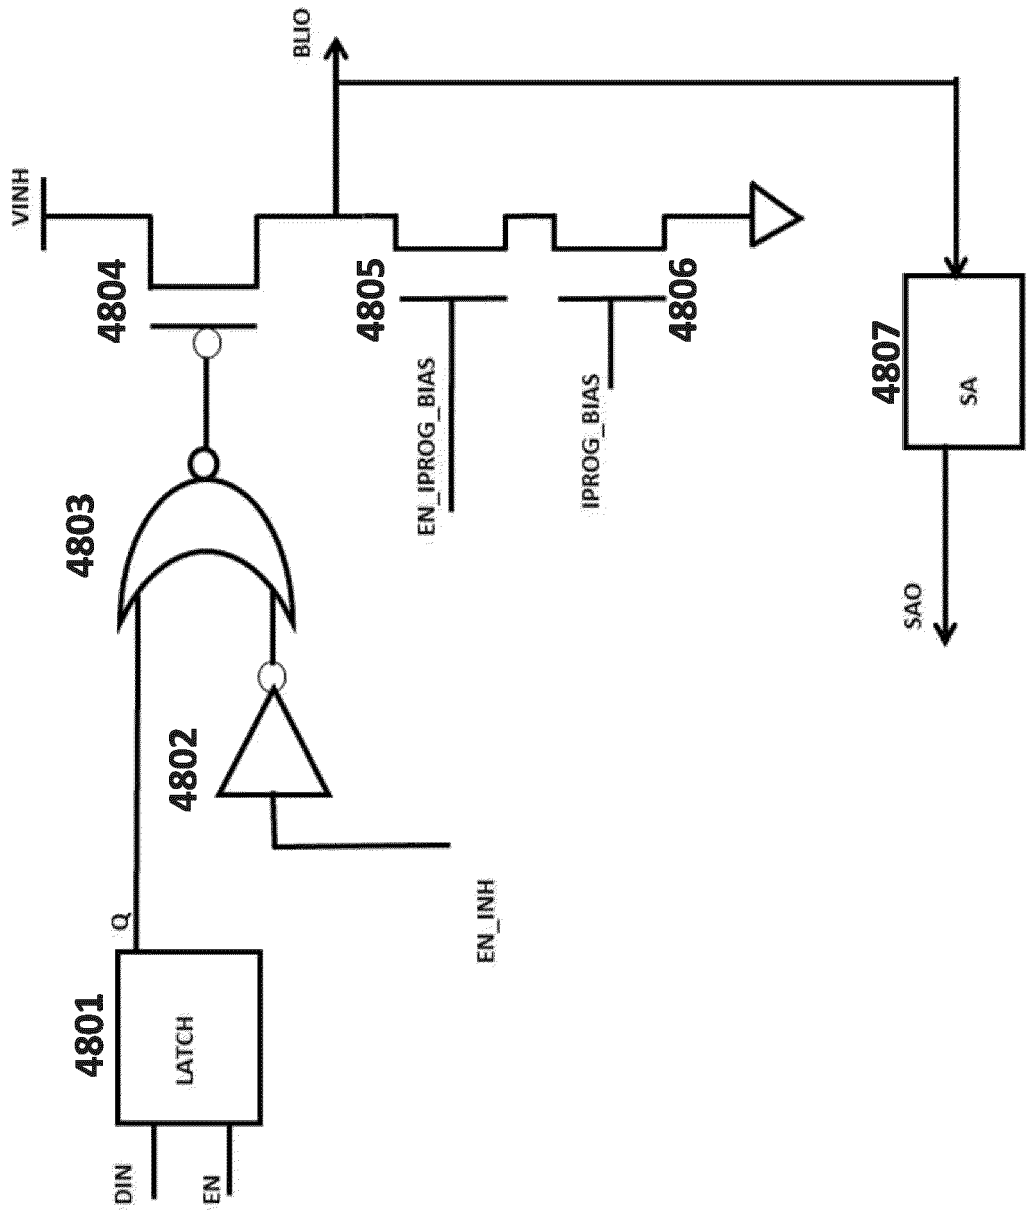 VINH
BLIO
4804
4805
4806
4807
SA
EN_IPROG_BIAS
IPROG_BIAS
4803
SAO
4802
Q
EN_INH
4801
LATCH
DIN
EN